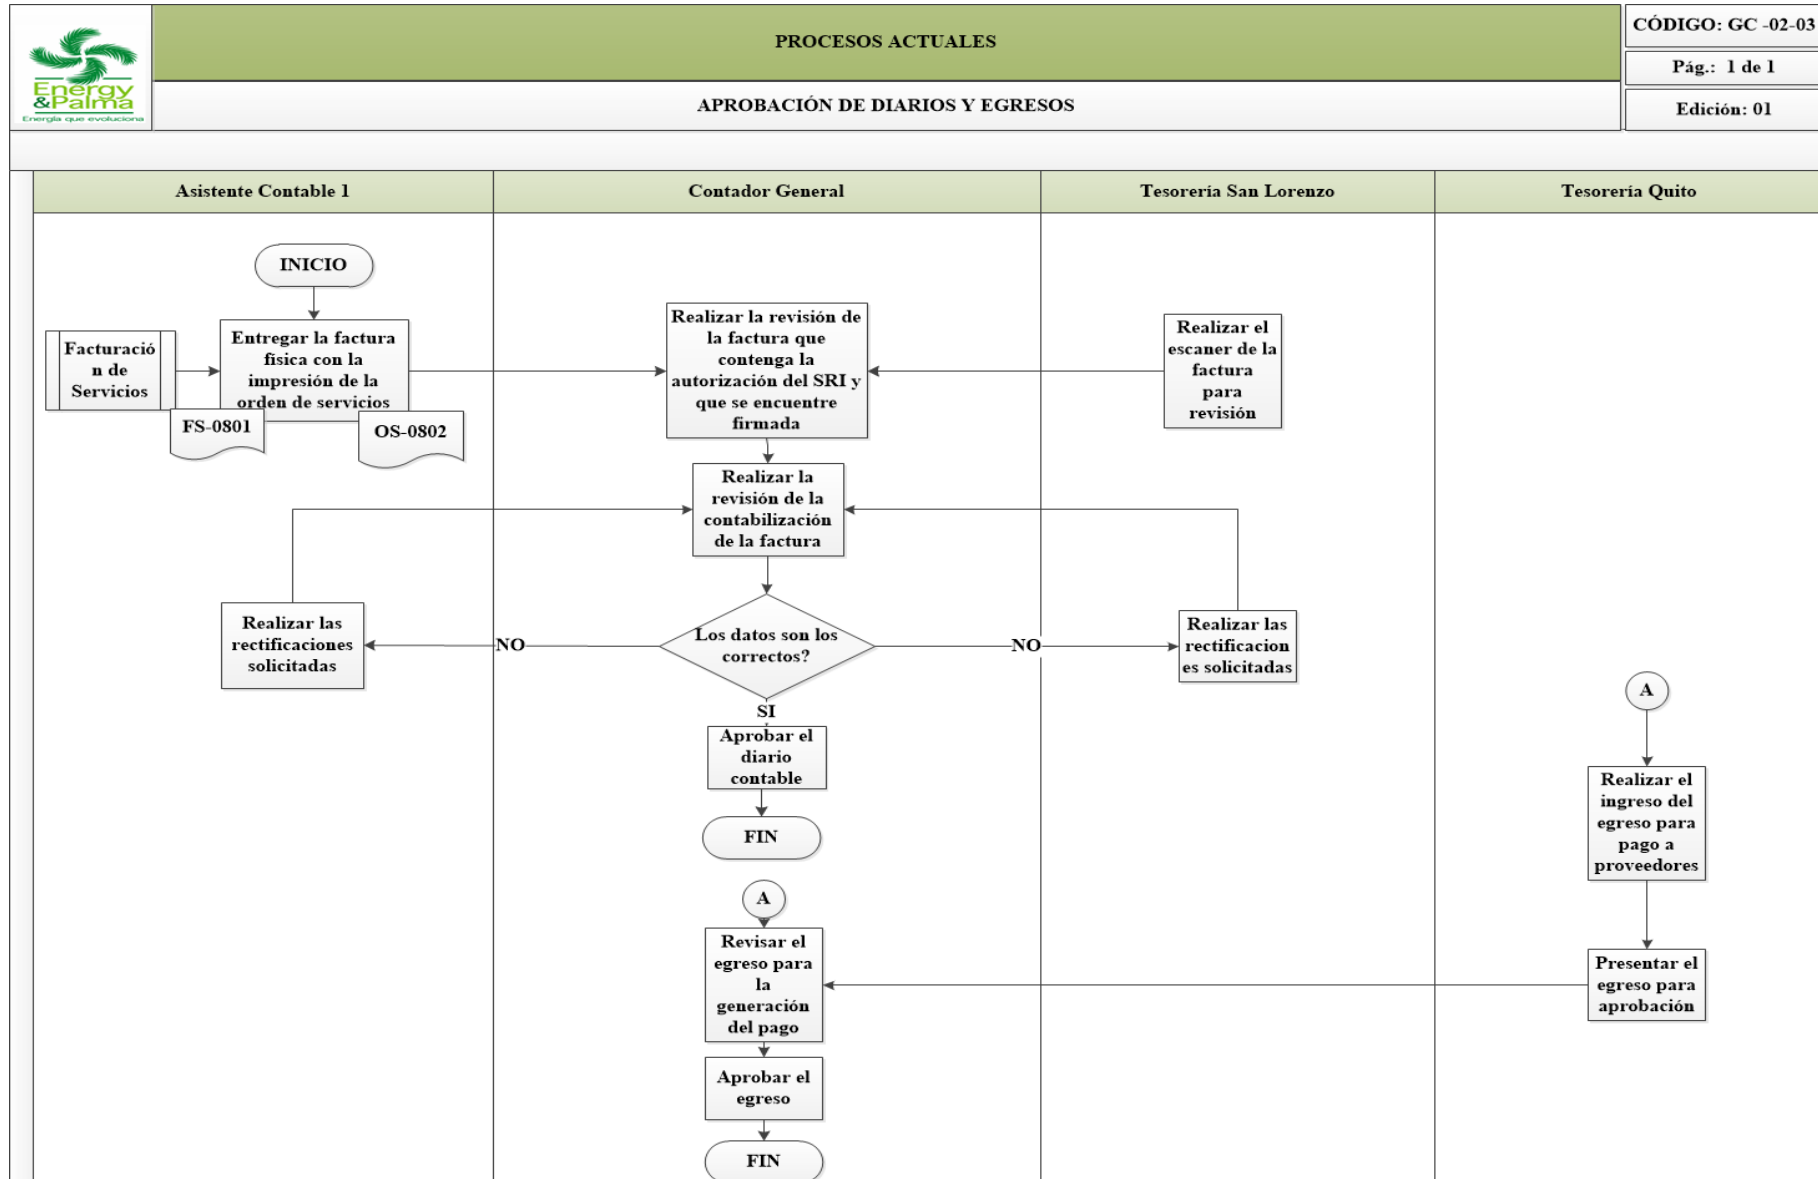 Energy
&Palma
Energía que evoluciona
PROCESOS ACTUALES
APROBACIÓN DE DIARIOS Y EGRESOS
CÓDIGO: GC -02-03
Pág.: 1 de 1
Edición: 01
Asistente Contable 1
Contador General
Tesorería San Lorenzo
Tesorería Quito
INICIO
Facturació
n de
Servicios
Entregar la factura
física con la
impresión de la
orden de servicios
FS-0801
OS-0802
Realizar la revisión de
la factura que
contenga la
autorización del SRI y
que se encuentre
firmada
Realizar el
escaner de la
factura
para
revisión
Realizar la
revisión de la
contabilización
de la factura
Realizar las
rectificaciones
solicitadas
NO
Los datos son los
correctos?
NO
Realizar las
rectificacion
es solicitadas
SI
Aprobar el
diario
contable
FIN
A
Realizar el
ingreso del
egreso para
pago a
proveedores
Presentar el
egreso para
aprobación
A
Revisar el
egreso para
la
generación
del pago
Aprobar el
egreso
FIN